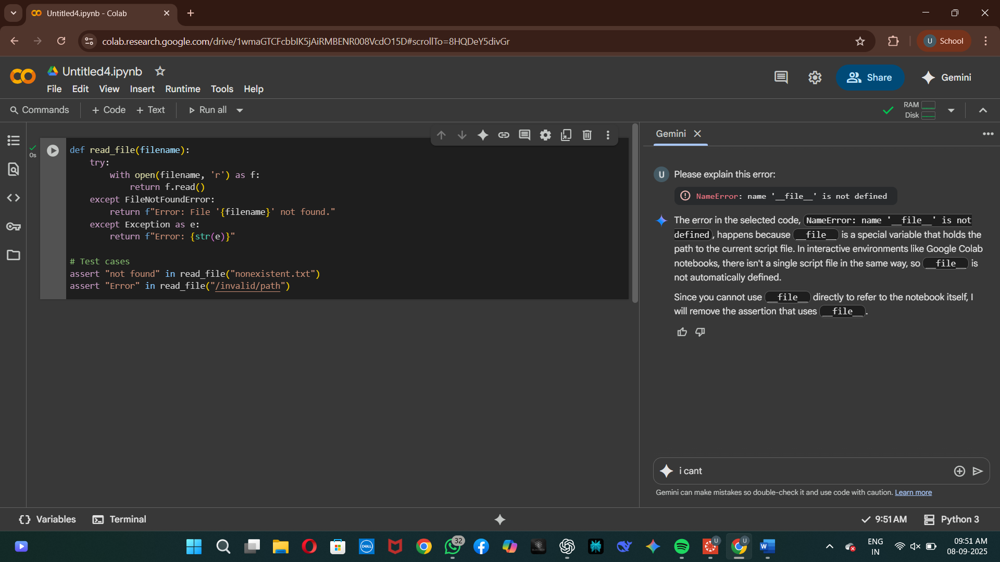 Untitled4.ipynb - Colab
colab.research.google.com/drive/1wmaGTCFcbbIK5jAiRMBENR008VcdO15D#scrollTo=8HQDeY5divGr
U School
Untitled4.ipynb
File Edit View Insert Runtime Tools Help
Share
Gemini
Commands + Code + Text Run all
RAM
Disk
Gemini
0s
def read_file(filename):
    try:
        with open(filename, 'r') as f:
            return f.read()
    except FileNotFoundError:
        return f"Error: File '{filename}' not found."
    except Exception as e:
        return f"Error: {str(e)}"
# Test cases
assert "not found" in read_file("nonexistent.txt")
assert "Error" in read_file("/invalid/path")
U Please explain this error:
NameError: name '__file__' is not defined
The error in the selected code, NameError: name '__file__' is not
defined, happens because __file__ is a special variable that holds the
path to the current script file. In interactive environments like Google Colab
notebooks, there isn't a single script file in the same way, so __file__ is
not automatically defined.
Since you cannot use __file__ directly to refer to the notebook itself, I
will remove the assertion that uses __file__.
i cant
Gemini can make mistakes so double-check it and use code with caution. Learn more
{} Variables Terminal
9:51 AM Python 3
32
DELL
U
U
W
ENG
IN
09:51 AM
08-09-2025